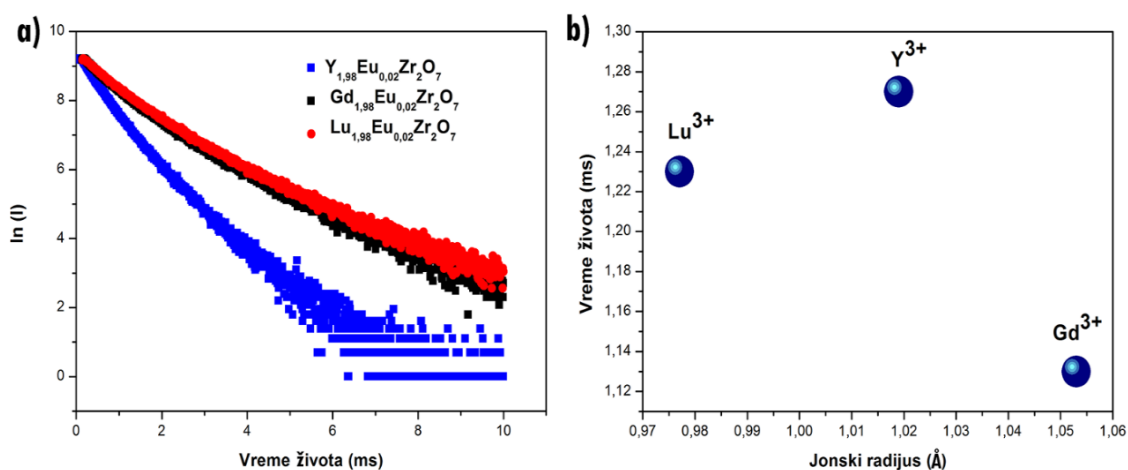 a)
10
8
6
4
2
0
ln (I)
Y1,98Eu0,02Zr2O7
Gd1,98Eu0,02Zr2O7
Lu1,98Eu0,02Zr2O7
0 2 4 6 8 10
Vreme života (ms)
b)
1,30
1,28
1,26
1,24
1,22
1,20
1,18
1,16
1,14
1,12
Vreme života (ms)
Y3+
Lu3+
Gd3+
0,97 0,98 0,99 1,00 1,01 1,02 1,03 1,04 1,05 1,06
Jonski radijus (Å)